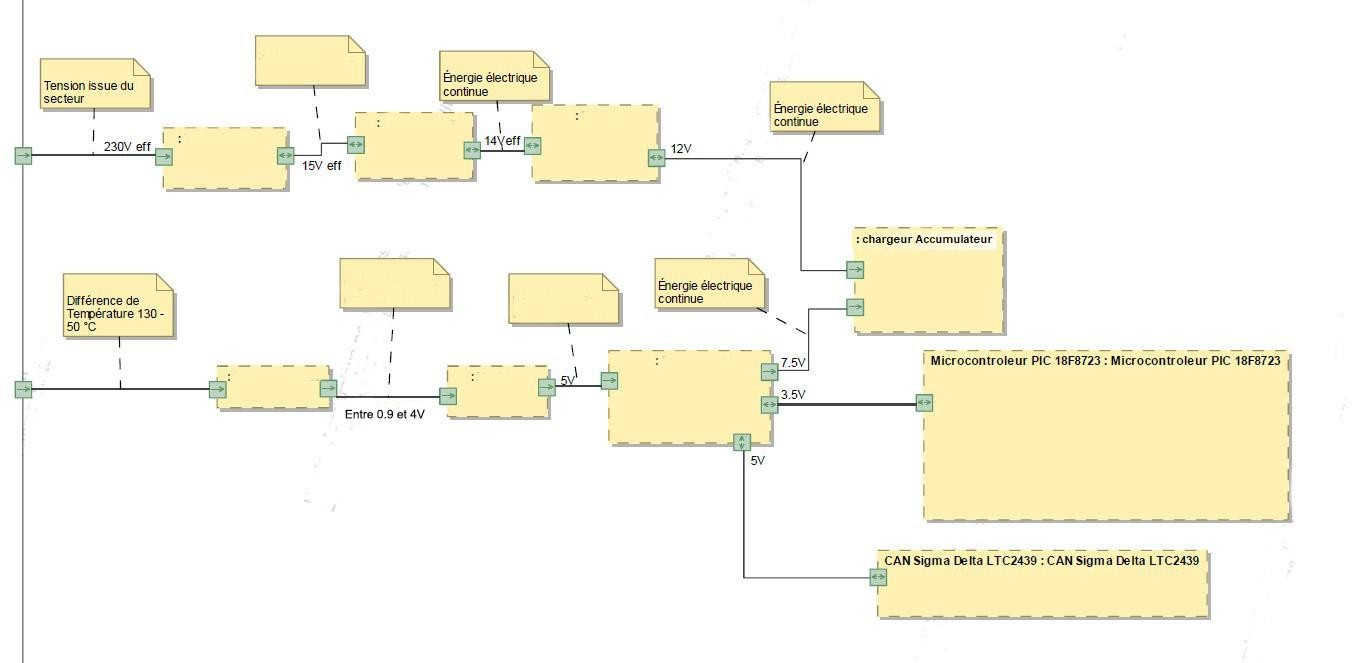 Tension issue du
secteur
Énergie électrique
continue
Énergie électrique
continue
230V eff
:
15V eff
:
14Veff
:
12V
: chargeur Accumulateur
Différence de
Température 130 -
50 °C
Énergie électrique
continue
:
Entre 0.9 et 4V
:
5V
:
7.5V
3.5V
5V
Microcontroleur PIC 18F8723 : Microcontroleur PIC 18F8723
CAN Sigma Delta LTC2439 : CAN Sigma Delta LTC2439